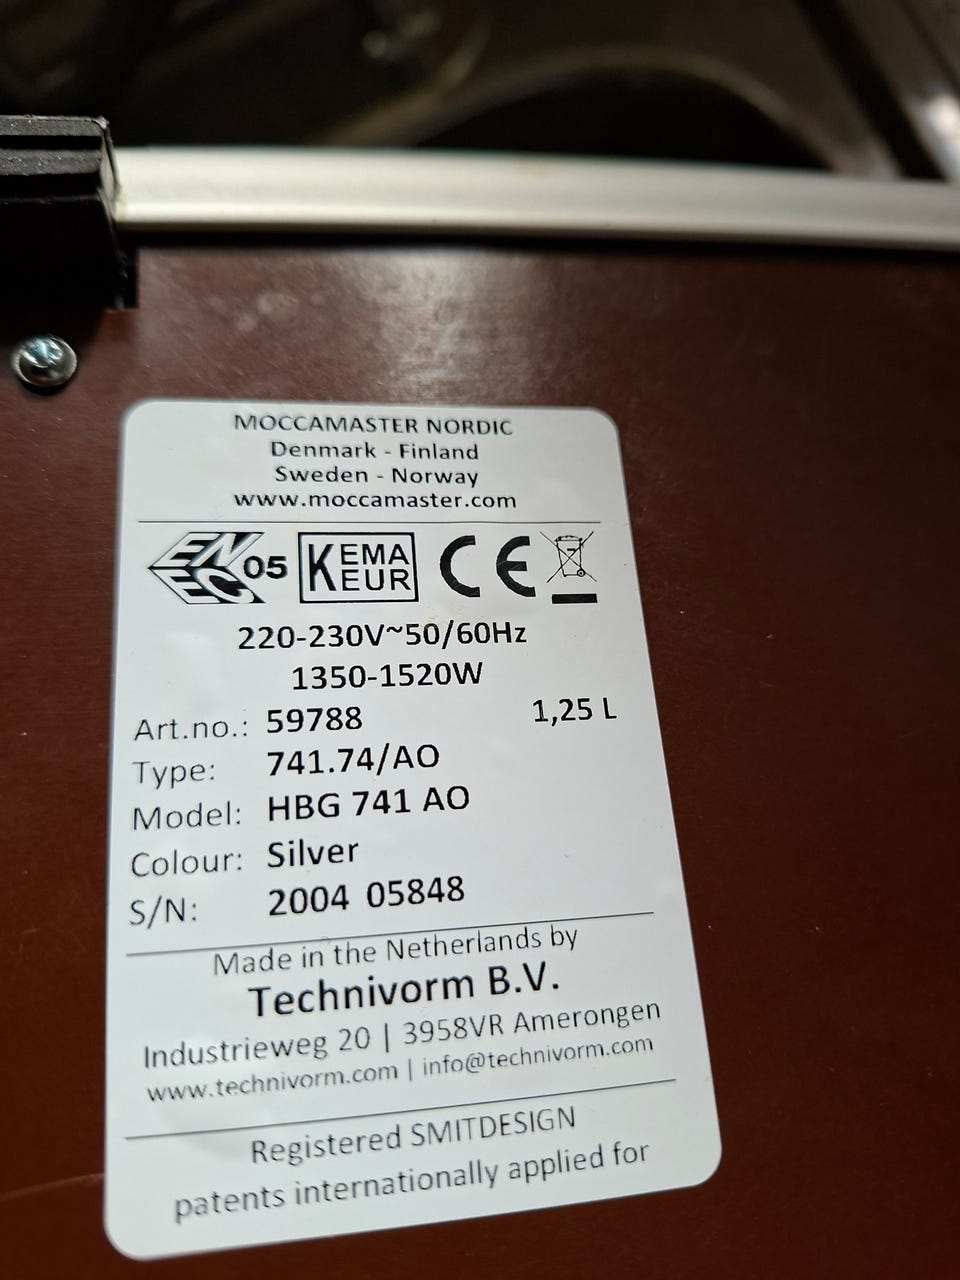 MOCCAMASTER NORDIC
Denmark - Finland
Sweden - Norway
www.moccamaster.com
ENEC 05 KEMA EUR CE
220-230V~50/60Hz
1350-1520W
Art.no.: 59788 1,25 L
Type: 741.74/AO
Model: HBG 741 AO
Colour: Silver
S/N: 2004 05848
Made in the Netherlands by
Technivorm B.V.
Industrieweg 20 | 3958VR Amerongen
www.technivorm.com | info@technivorm.com
Registered SMITDESIGN
patents internationally applied for